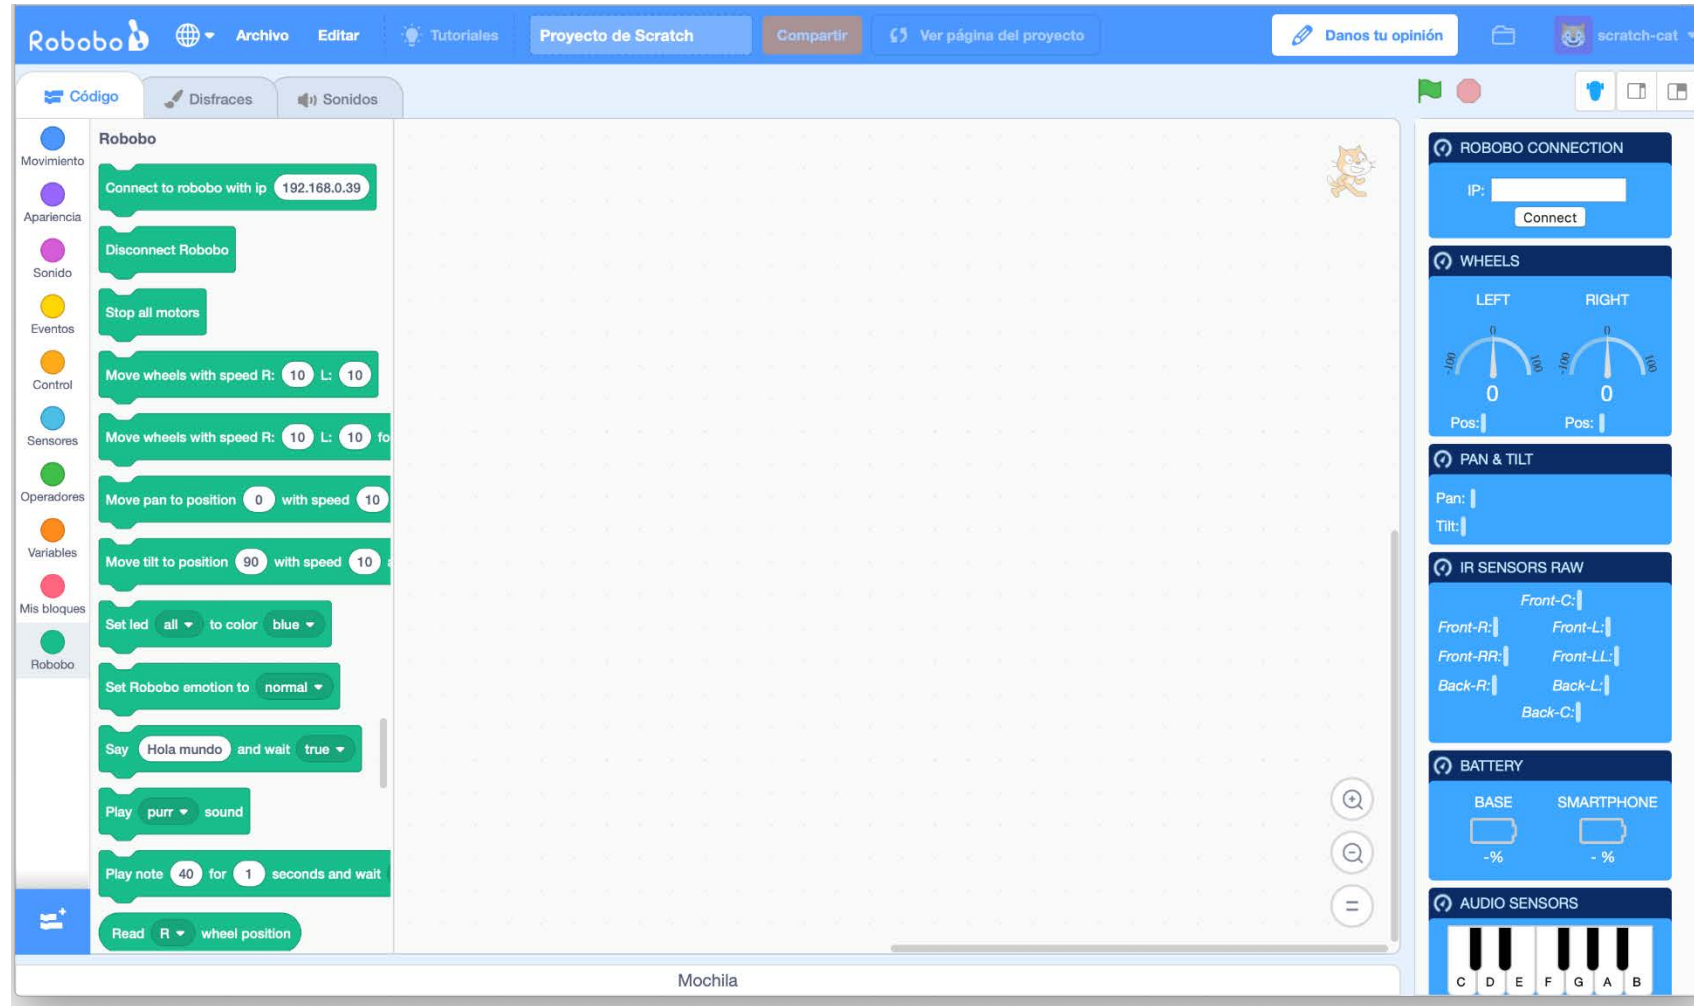 Robobo
Archivo
Editar
Tutoriales
Proyecto de Scratch
Compartir
Ver página del proyecto
Danos tu opinión
scratch-cat
Código
Disfraces
Sonidos
Movimiento
Apariencia
Sonido
Eventos
Control
Sensores
Operadores
Variables
Mis bloques
Robobo
Robobo
Connect to robobo with ip 192.168.0.39
Disconnect Robobo
Stop all motors
Move wheels with speed R: 10 L: 10
Move wheels with speed R: 10 L: 10 fo
Move pan to position 0 with speed 10
Move tilt to position 90 with speed 10
Set led all to color blue
Set Robobo emotion to normal
Say Hola mundo and wait true
Play purr sound
Play note 40 for 1 seconds and wait
Read R wheel position
Mochila
ROBOBO CONNECTION
IP:
Connect
WHEELS
LEFT RIGHT
0 0
-100 100 -100 100
0 0
Pos: Pos:
PAN & TILT
Pan:
Tilt:
IR SENSORS RAW
Front-C:
Front-R: Front-L:
Front-RR: Front-LL:
Back-R: Back-L:
Back-C:
BATTERY
BASE SMARTPHONE
-% - %
AUDIO SENSORS
C D E F G A B